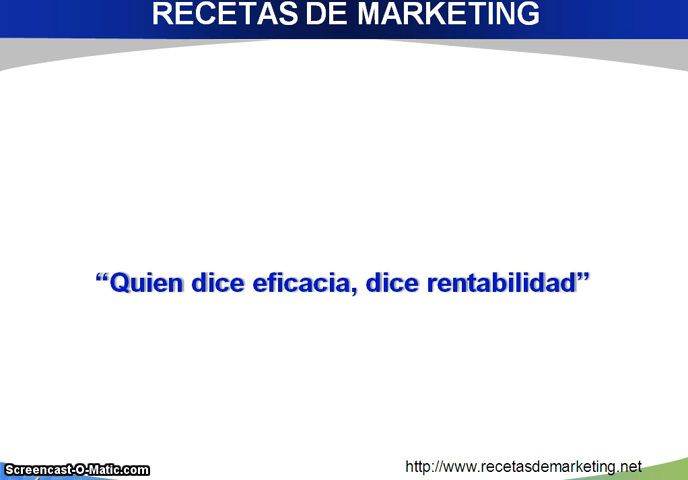 RECETAS DE MARKETING
“Quien dice eficacia, dice rentabilidad”
Screencast-O-Matic.com
http://www.recetasdemarketing.net